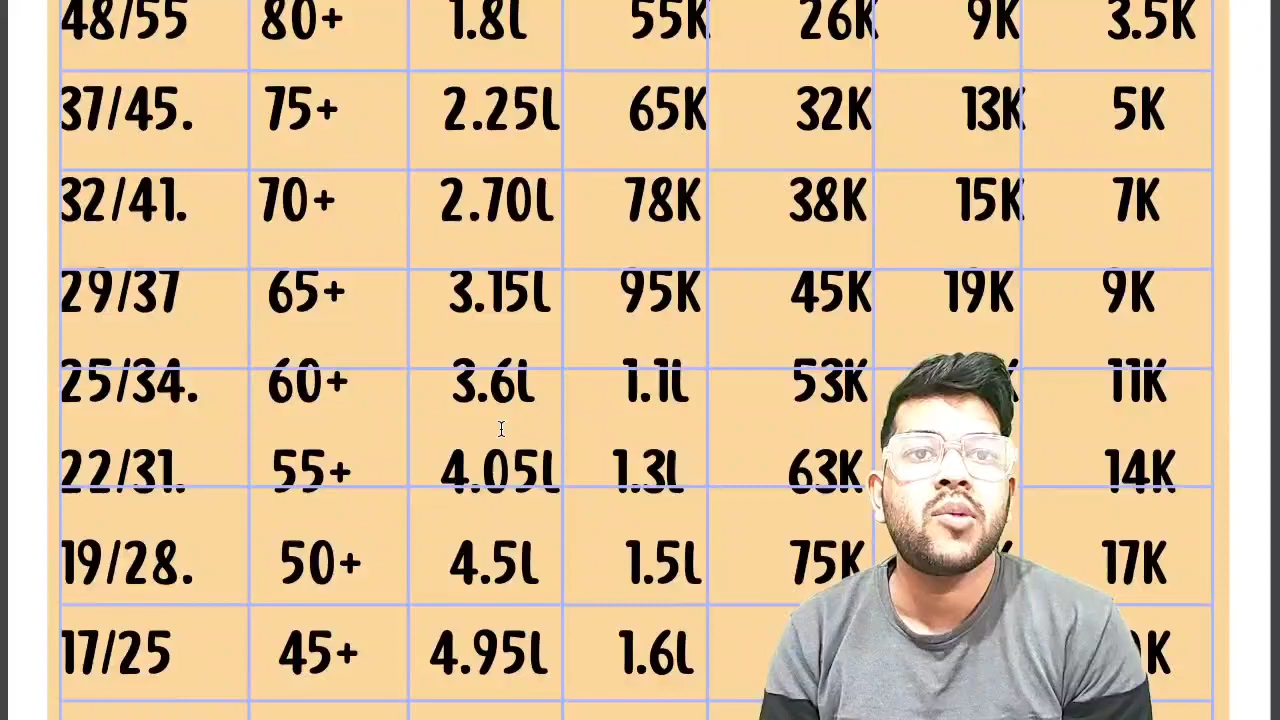 48/55 80+ 1.8L 55K 26K 9K 3.5K
37/45. 75+ 2.25L 65K 32K 13K 5K
32/41. 70+ 2.70L 78K 38K 15K 7K
29/37 65+ 3.15L 95K 45K 19K 9K
25/34. 60+ 3.6L 1.1L 53K 11K
22/31. 55+ 4.05L 1.3L 63K 14K
19/28. 50+ 4.5L 1.5L 75K 17K
17/25 45+ 4.95L 1.6L